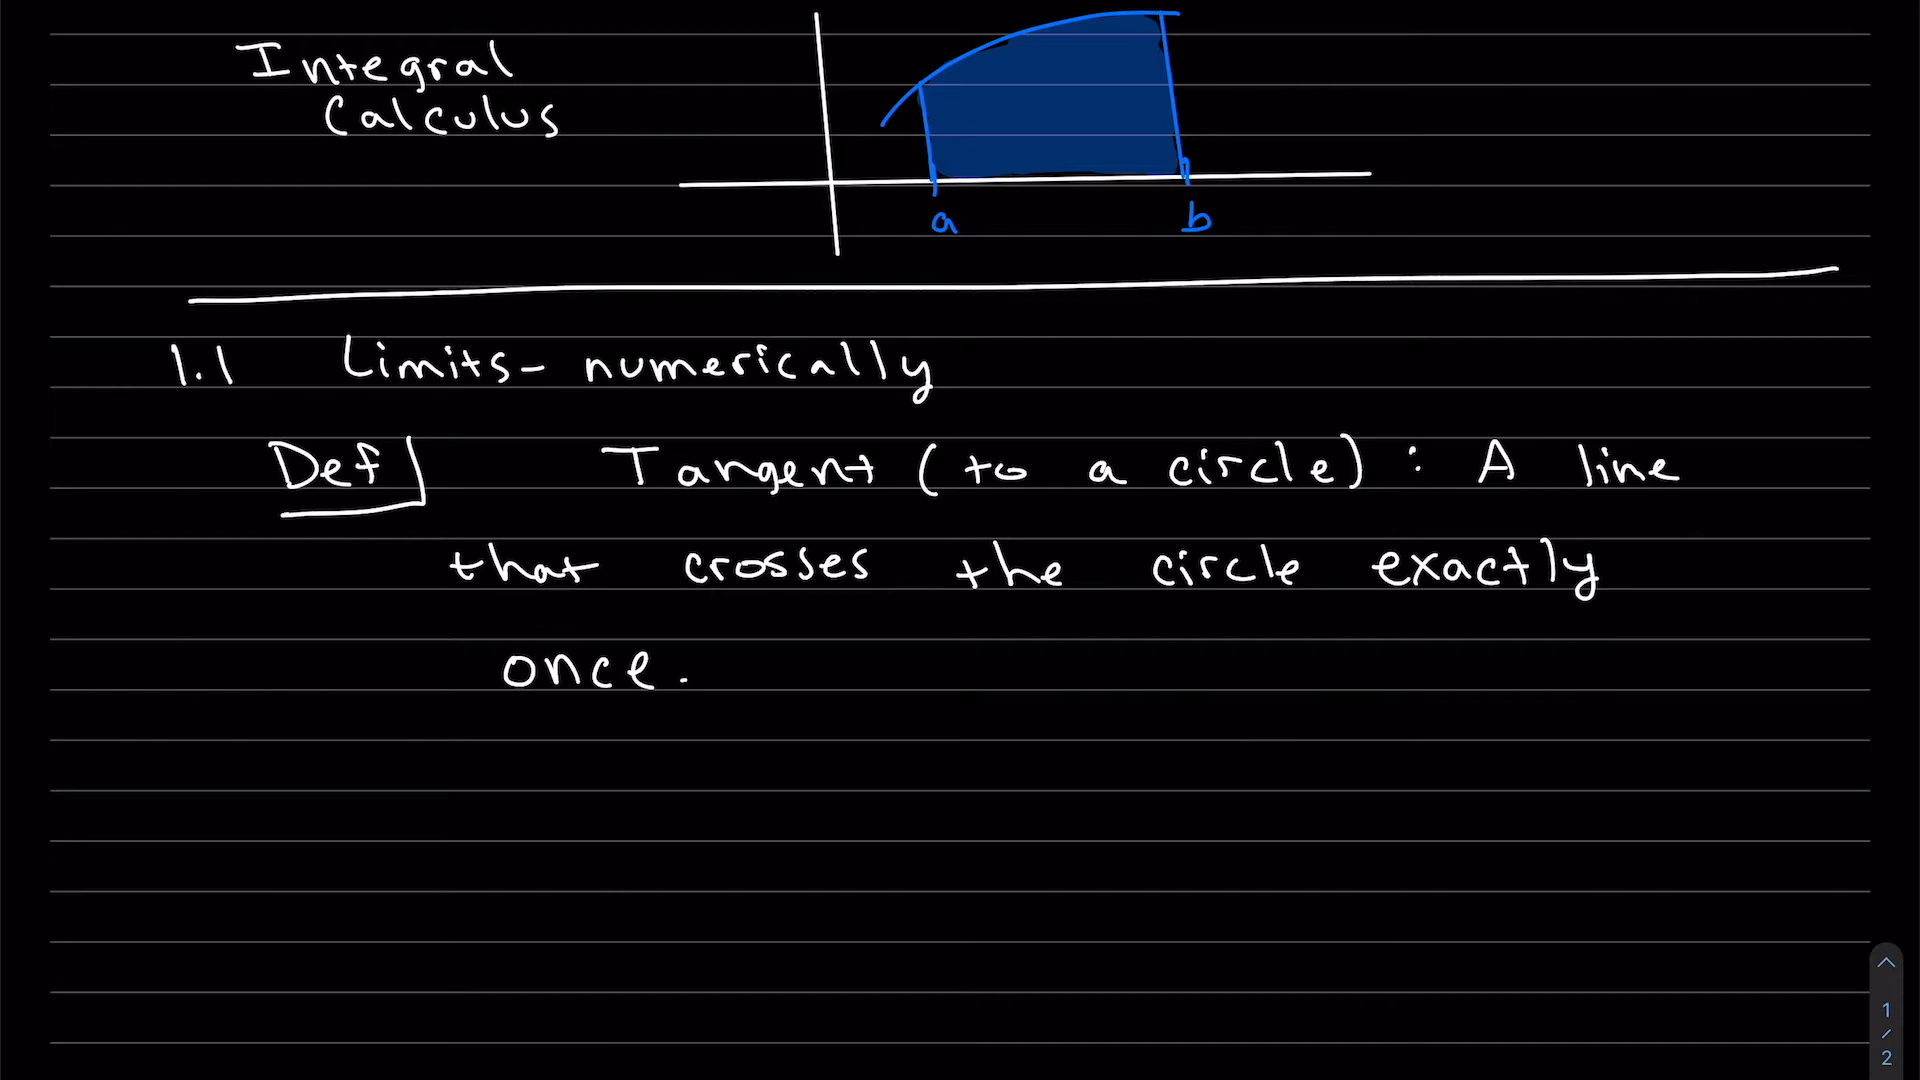 Integral
Calculus
a b
1.1 Limits- numerically
Def Tangent (to a circle): A line
that crosses the circle exactly
once.
1
/
2